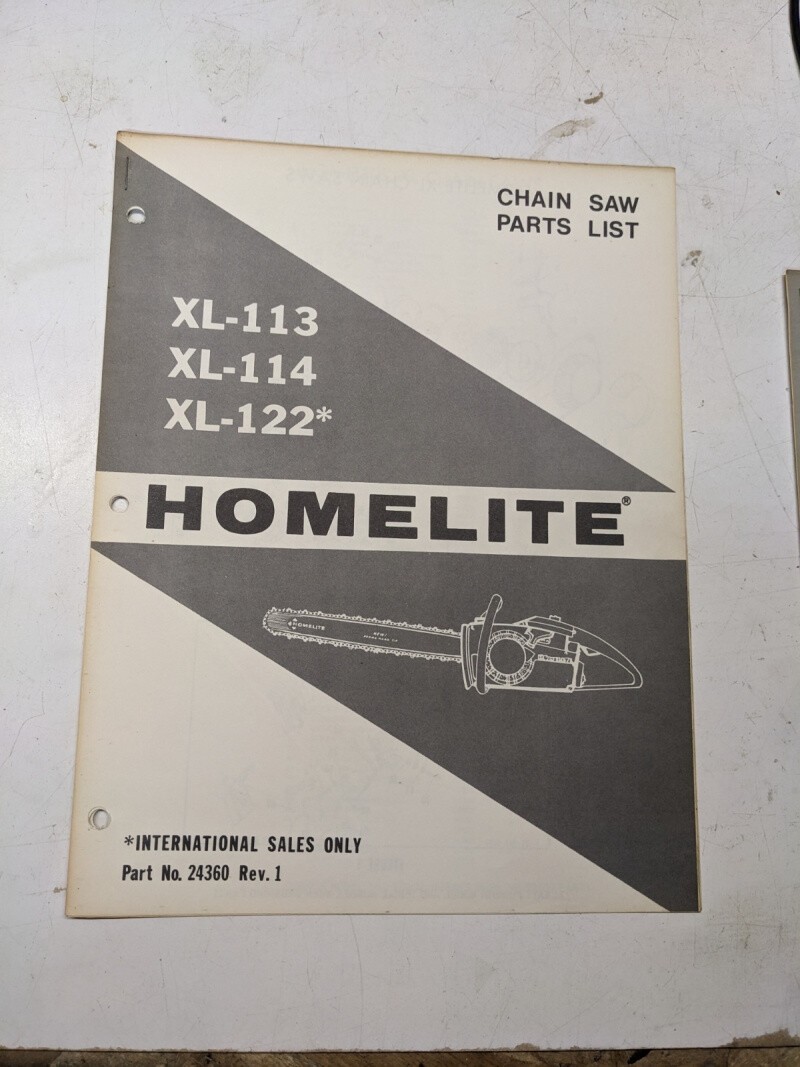 CHAIN SAW
PARTS LIST
XL-113
XL-114
XL-122*
HOMELITE®
HOMELITE
*INTERNATIONAL SALES ONLY
Part No. 24360 Rev. 1